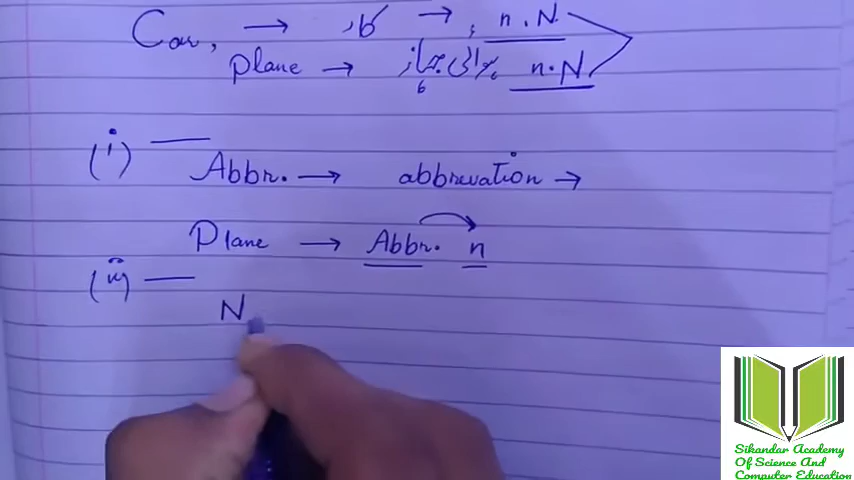 Car, → کار → , n . N
Plane → ہوائی جہاز n . N
(i) — Abbr. → abbrevation →
Plane → Abbr. n
(ii) —
N
Sikandar Academy
Of Science And
Computer Education